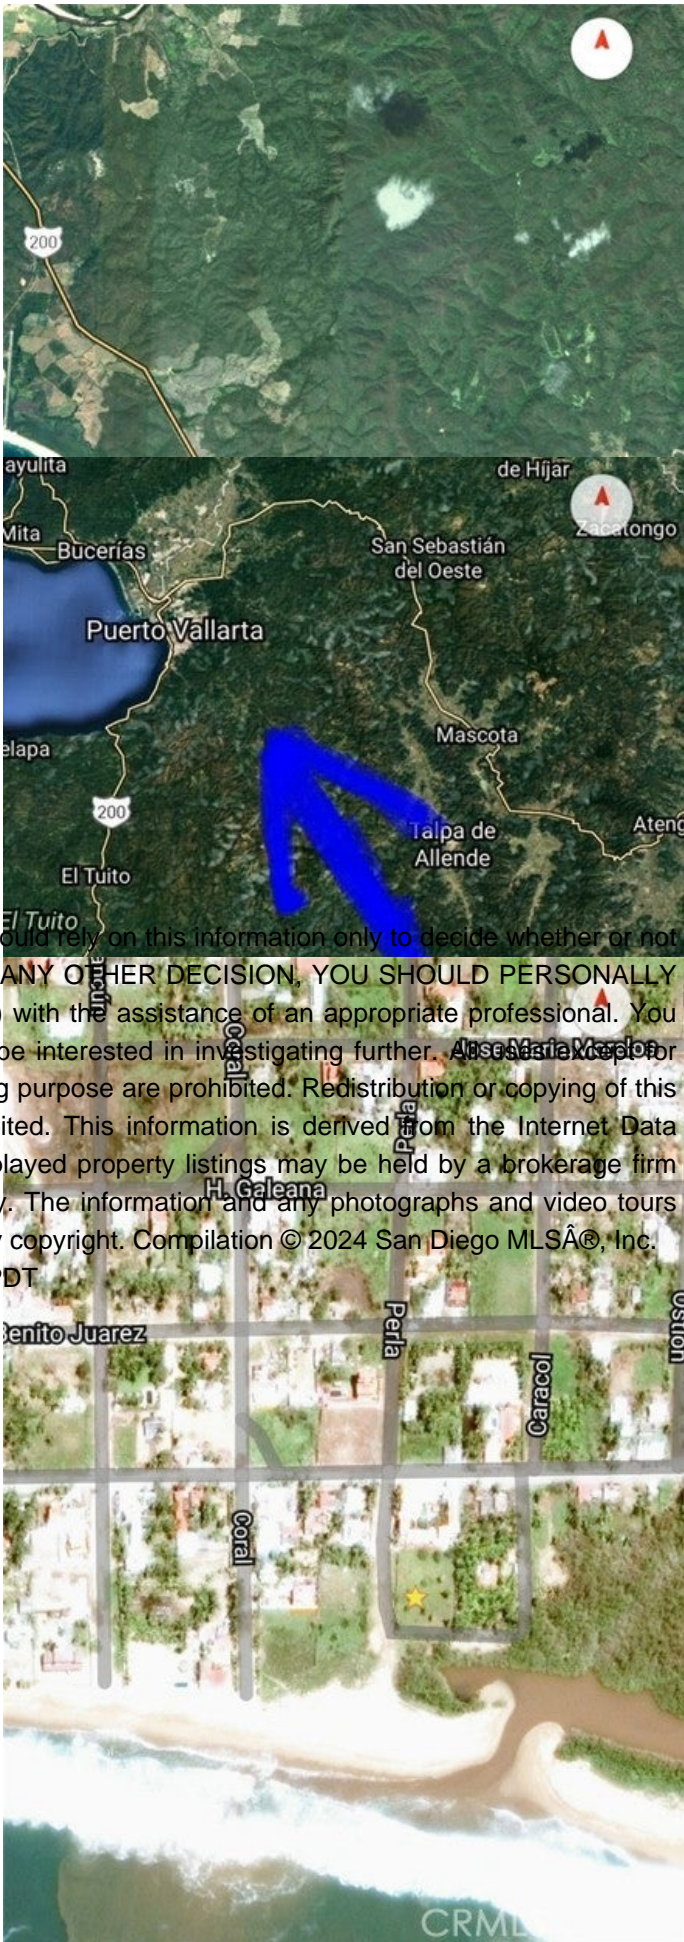 200
ayulita
de Híjar
Zacatongo
Mita
Bucerías
San Sebastián
del Oeste
Puerto Vallarta
elapa
Mascota
200
Talpa de
Allende
Ateng
El Tuito
El Tuito
ould rely on this information only to decide whether or not
ANY OTHER DECISION, YOU SHOULD PERSONALLY
with the assistance of an appropriate professional. You
Coral
be interested in investigating further. All uses except for
Jose Maria Morelos
g purpose are prohibited. Redistribution or copying of this
Perla
ited. This information is derived from the Internet Data
played property listings may be held by a brokerage firm
H. Galeana
y. The information and any photographs and video tours
y copyright. Compilation © 2024 San Diego MLSÂ®, Inc.
PDT
Benito Juarez
Perla
Ostion
Caracol
Coral
CRML